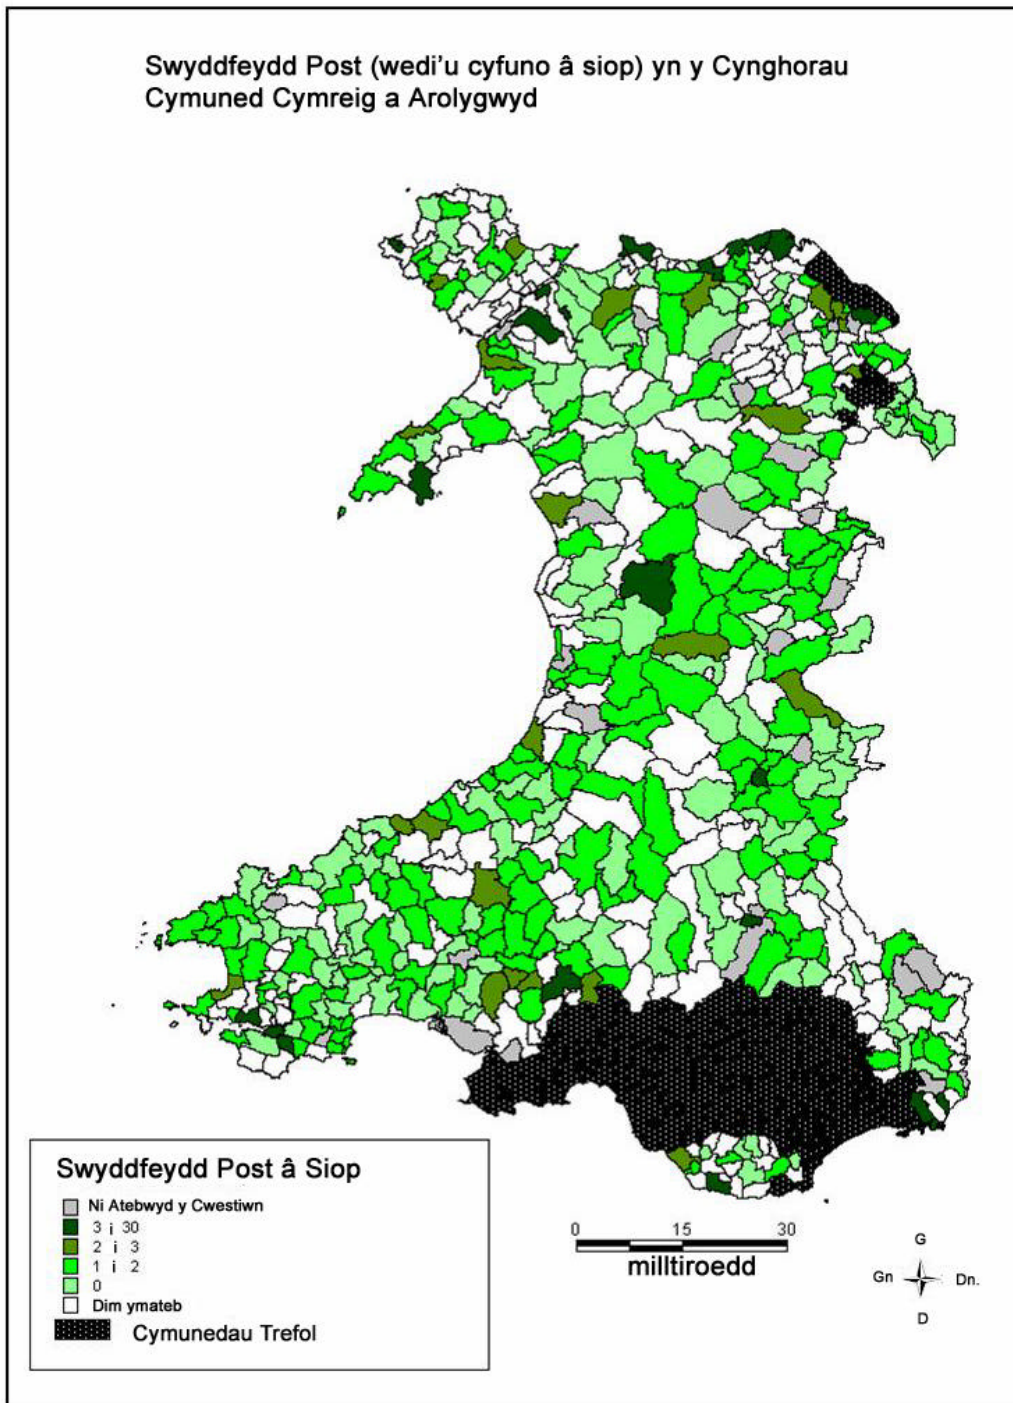 Swyddfeydd Post (wedi'u cyfuno â siop) yn y Cynghorau
Cymuned Cymreig a Arolygwyd
Swyddfeydd Post â Siop
Ni Atebwyd y Cwestiwn
3 i 30
2 i 3
1 i 2
0
Dim ymateb
Cymunedau Trefol
0 15 30
milltiroedd
G
Gn Dn.
D